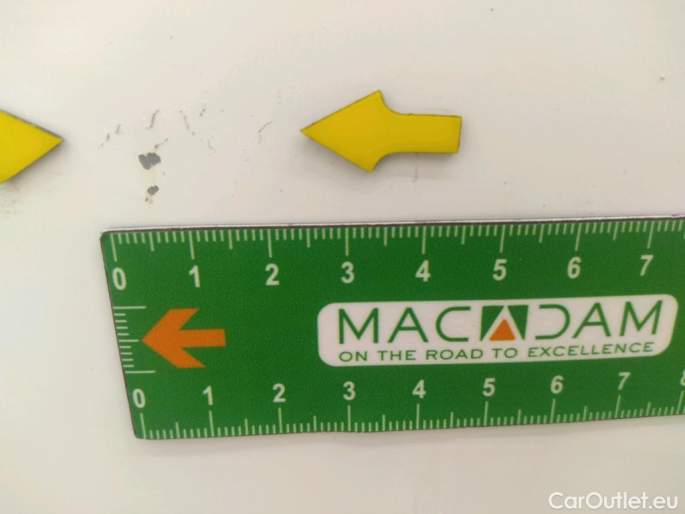 0 1 2 3 4 5 6 7
MACADAM
ON THE ROAD TO EXCELLENCE
0 1 2 3 4 5 6 7
CarOutlet.eu